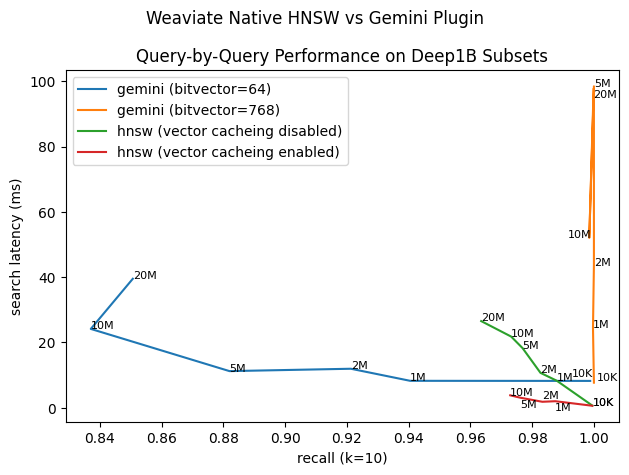 Weaviate Native HNSW vs Gemini Plugin
Query-by-Query Performance on Deep1B Subsets
gemini (bitvector=64)
gemini (bitvector=768)
hnsw (vector cacheing disabled)
hnsw (vector cacheing enabled)
search latency (ms)
100
80
60
40
20
0
5M
20M
10M
2M
1M
10K
10K
20M
10M
5M
2M
1M
20M
10M
5M
2M
1M
10K
10M
5M
2M
1M
10K
0.84
0.86
0.88
0.90
0.92
0.94
0.96
0.98
1.00
recall (k=10)